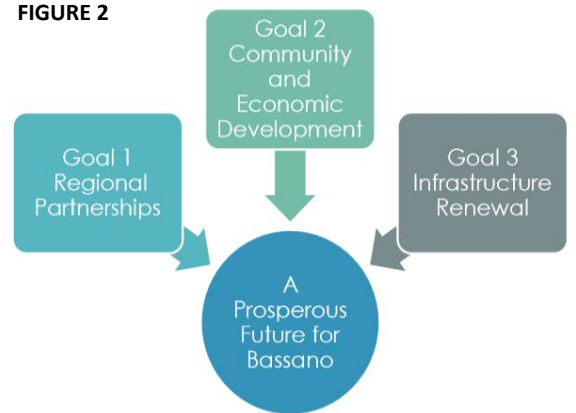 FIGURE 2
Goal 2
Community
and
Economic
Development
Goal 1
Regional
Partnerships
Goal 3
Infrastructure
Renewal
A
Prosperous
Future for
Bassano